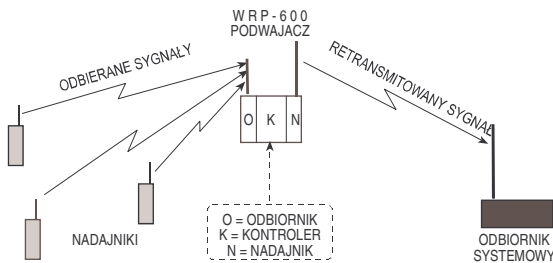 WRP-600
PODWAJACZ
ODBIERANE SYGNAŁY
RETRANSMITOWANY SYGNAŁ
O K N
O = ODBIORNIK
K = KONTROLER
N = NADAJNIK
NADAJNIKI
ODBIORNIK
SYSTEMOWY